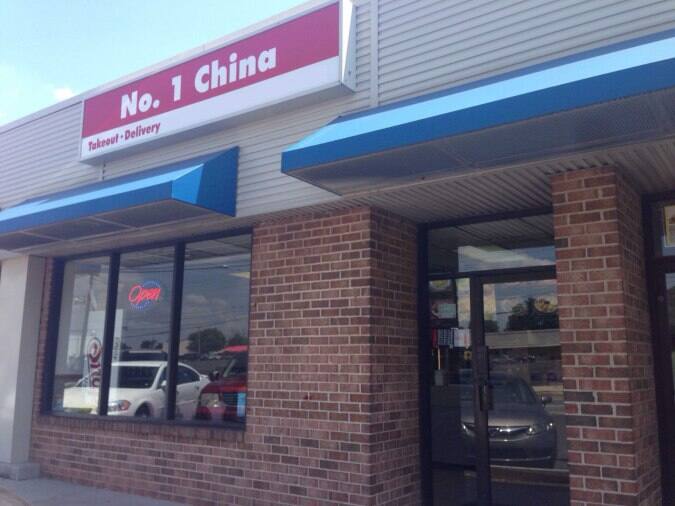 No. 1 China
Takeout • Delivery
Open